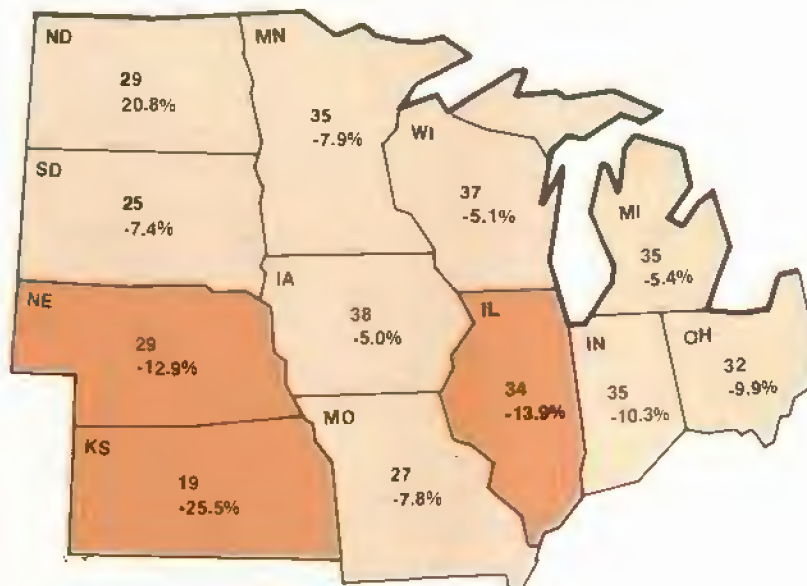 ND
29
20.8%
MN
35
-7.9%
WI
37
-5.1%
MI
35
-5.4%
SD
25
-7.4%
NE
29
-12.9%
IA
38
-5.0%
IL
34
-13.9%
IN
35
-10.3%
OH
32
-9.9%
KS
19
-25.5%
MO
27
-7.8%